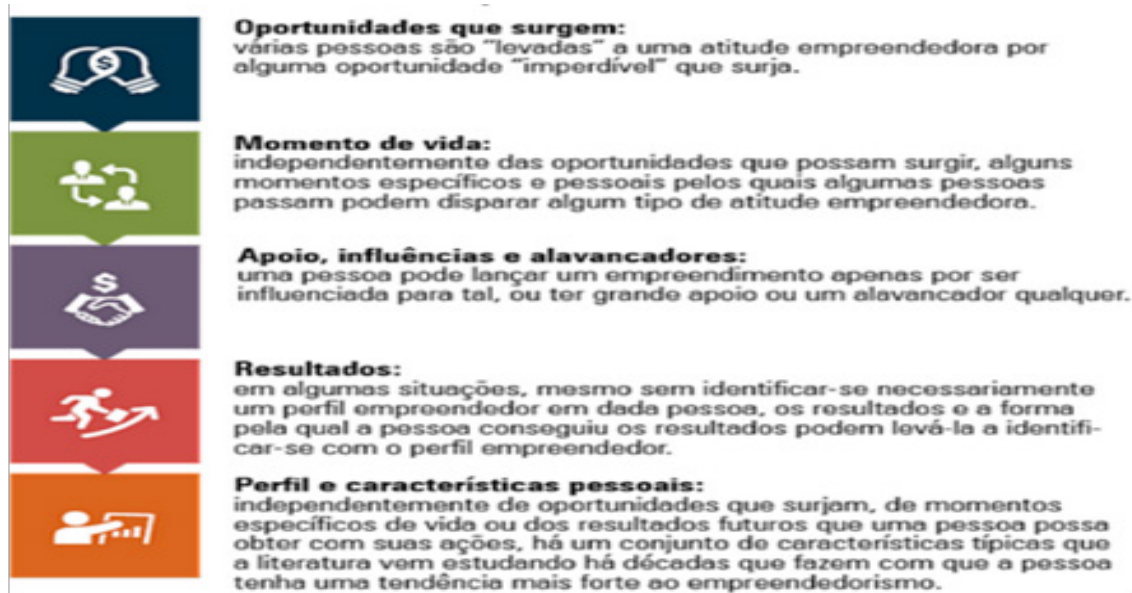 Oportunidades que surgem:
várias pessoas são "levadas" a uma atitude empreendedora por
alguma oportunidade "imperdível" que surja.
Momento de vida:
independentemente das oportunidades que possam surgir, alguns
momentos específicos e pessoais pelos quais algumas pessoas
passam podem disparar algum tipo de atitude empreendedora.
Apoio, influências e alavancadores:
uma pessoa pode lançar um empreendimento apenas por ser
influenciada para tal, ou ter grande apoio ou um alavancador qualquer.
Resultados:
em algumas situações, mesmo sem identificar-se necessariamente
um perfil empreendedor em dada pessoa, os resultados e a forma
pela qual a pessoa conseguiu os resultados podem levá-la a identifi-
car-se com o perfil empreendedor.
Perfil e características pessoais:
independentemente de oportunidades que surjam, de momentos
específicos de vida ou dos resultados futuros que uma pessoa possa
obter com suas ações, há um conjunto de características típicas que
a literatura vem estudando há décadas que fazem com que a pessoa
tenha uma tendência mais forte ao empreendedorismo.